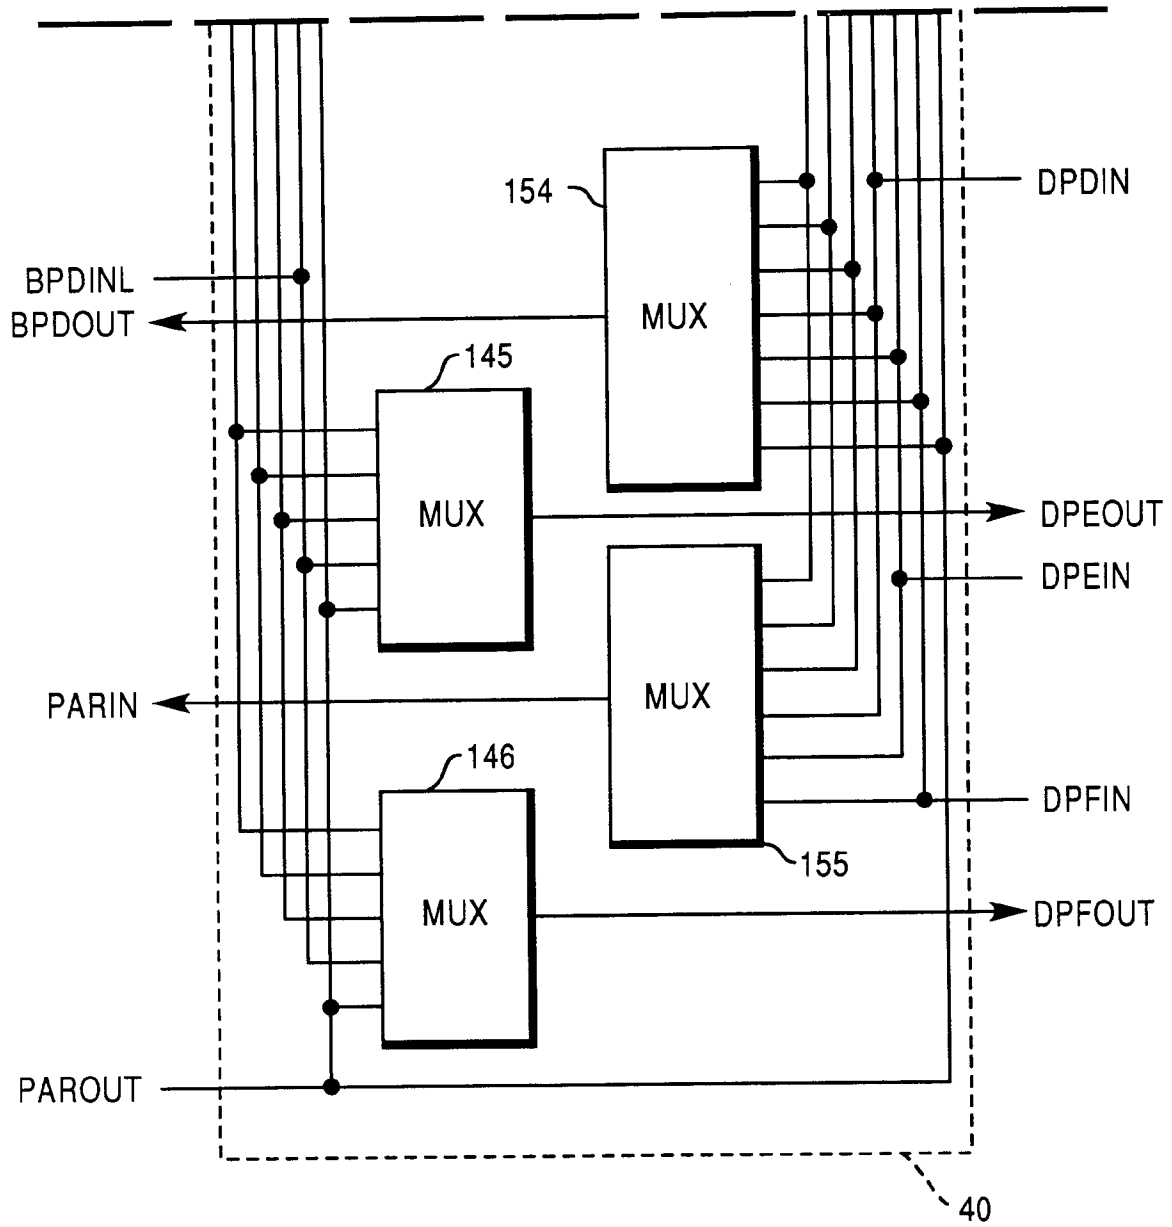 154
DPDIN
BPDINL
MUX
BPDOUT
145
MUX
DPEOUT
DPEIN
MUX
PARIN
146
DPFIN
155
MUX
DPFOUT
PAROUT
40